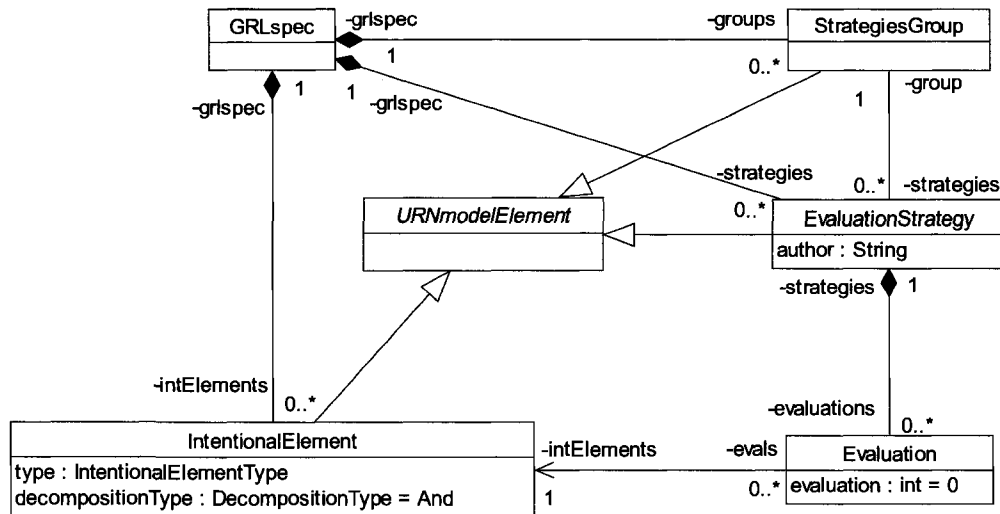 GRLspec
-grlspec
-groups
StrategiesGroup
1
0..*
-grlspec
1
1
-grlspec
1
-group
-strategies
0..*
0..*
-strategies
URNmodelElement
EvaluationStrategy
author : String
-strategies
1
-intElements
0..*
-evaluations
0..*
IntentionalElement
type : IntentionalElementType
decompositionType : DecompositionType = And
-intElements
1
-evals
0..*
Evaluation
evaluation : int = 0